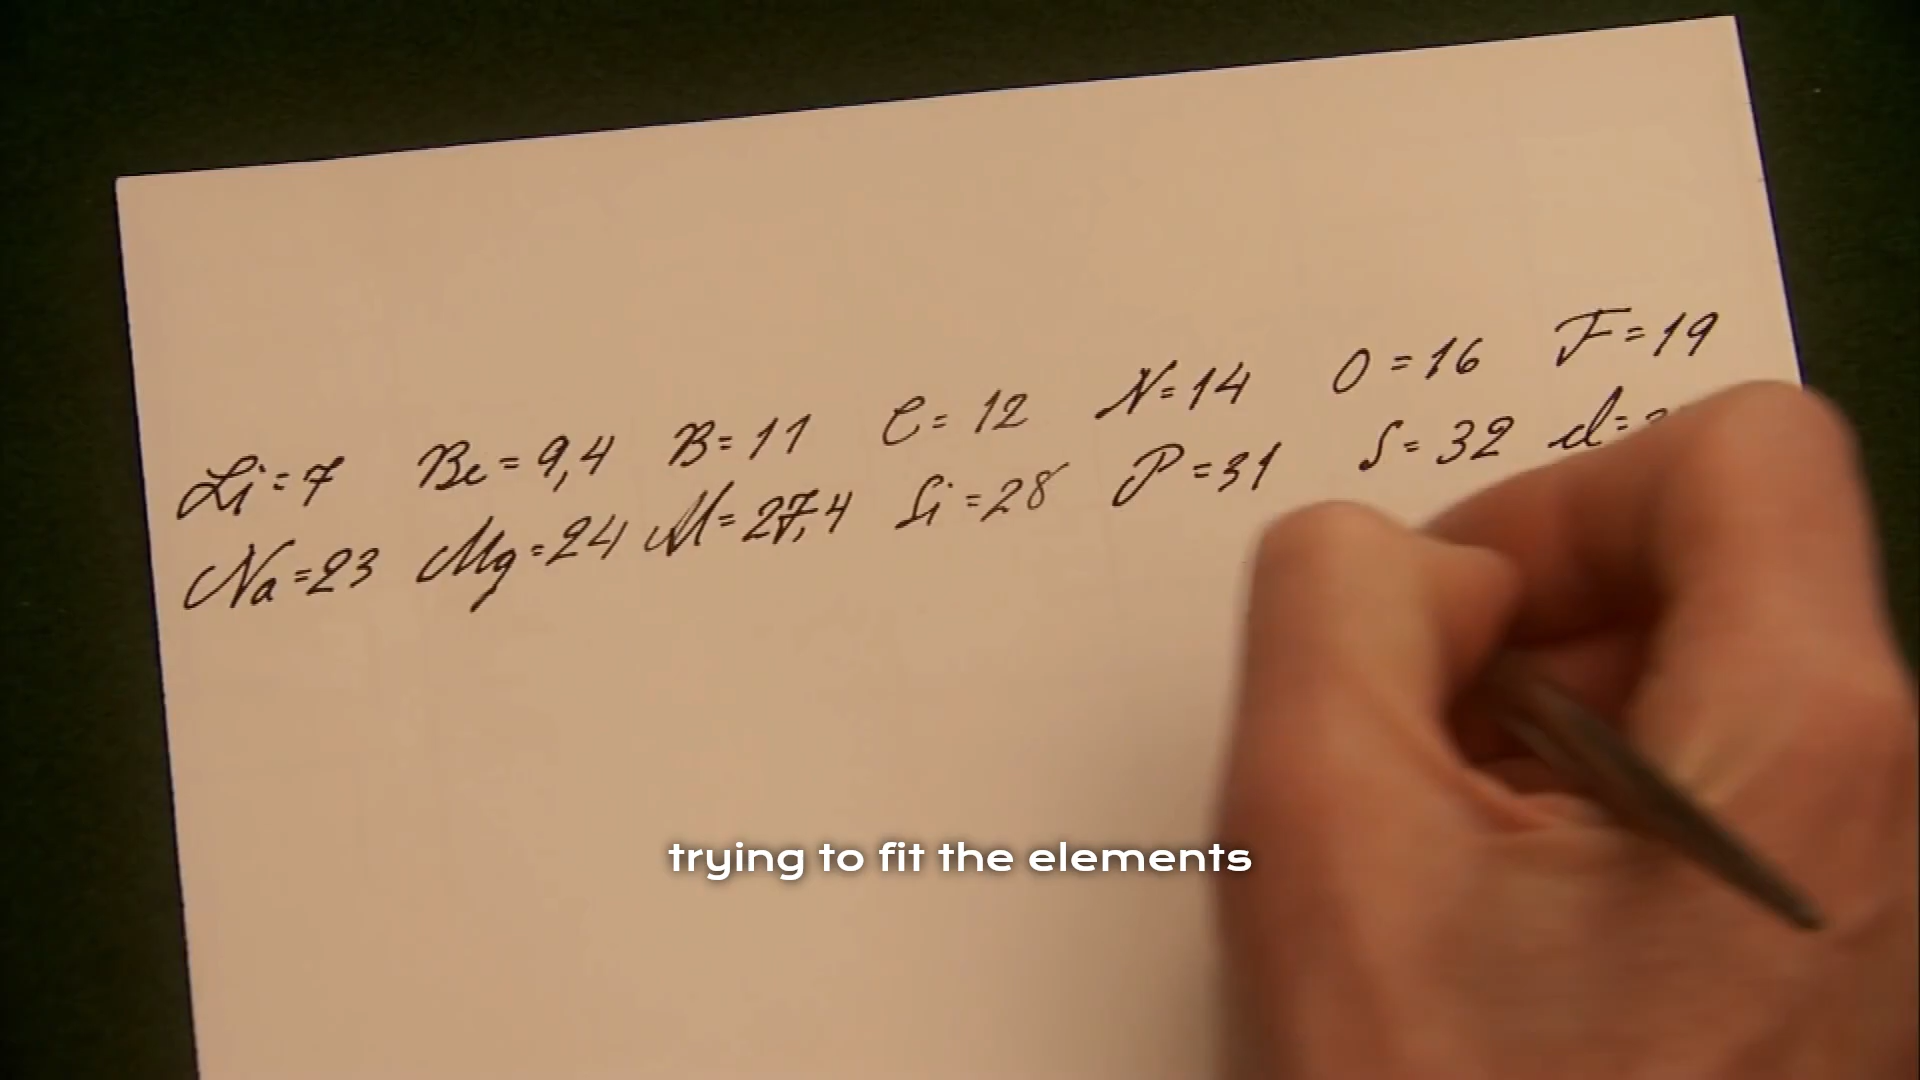 Li=7 Be=9,4 B=11 C=12 N=14 O=16 F=19
Na=23 Mg=24 Al=27,4 Si=28 P=31 S=32 Cl=
trying to fit the elements